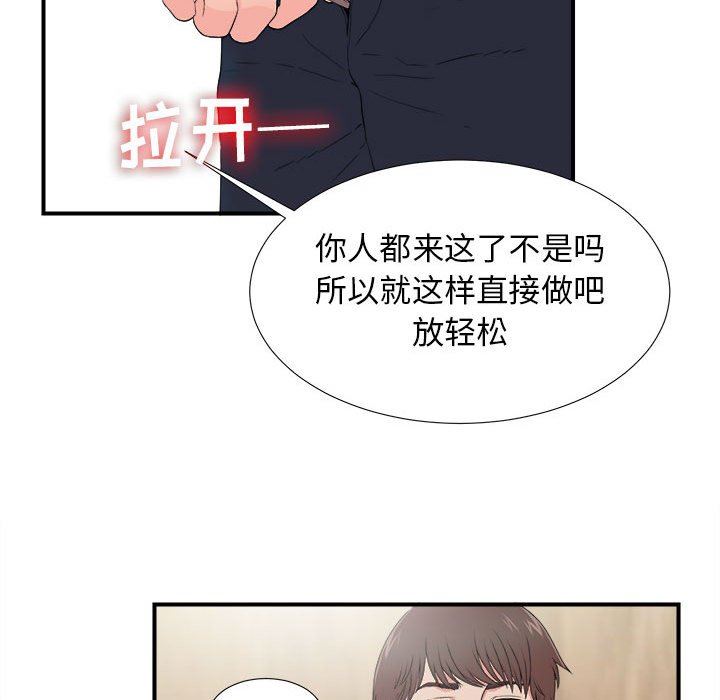 拉开一
你人都来这了不是吗
所以就这样直接做吧
放轻松